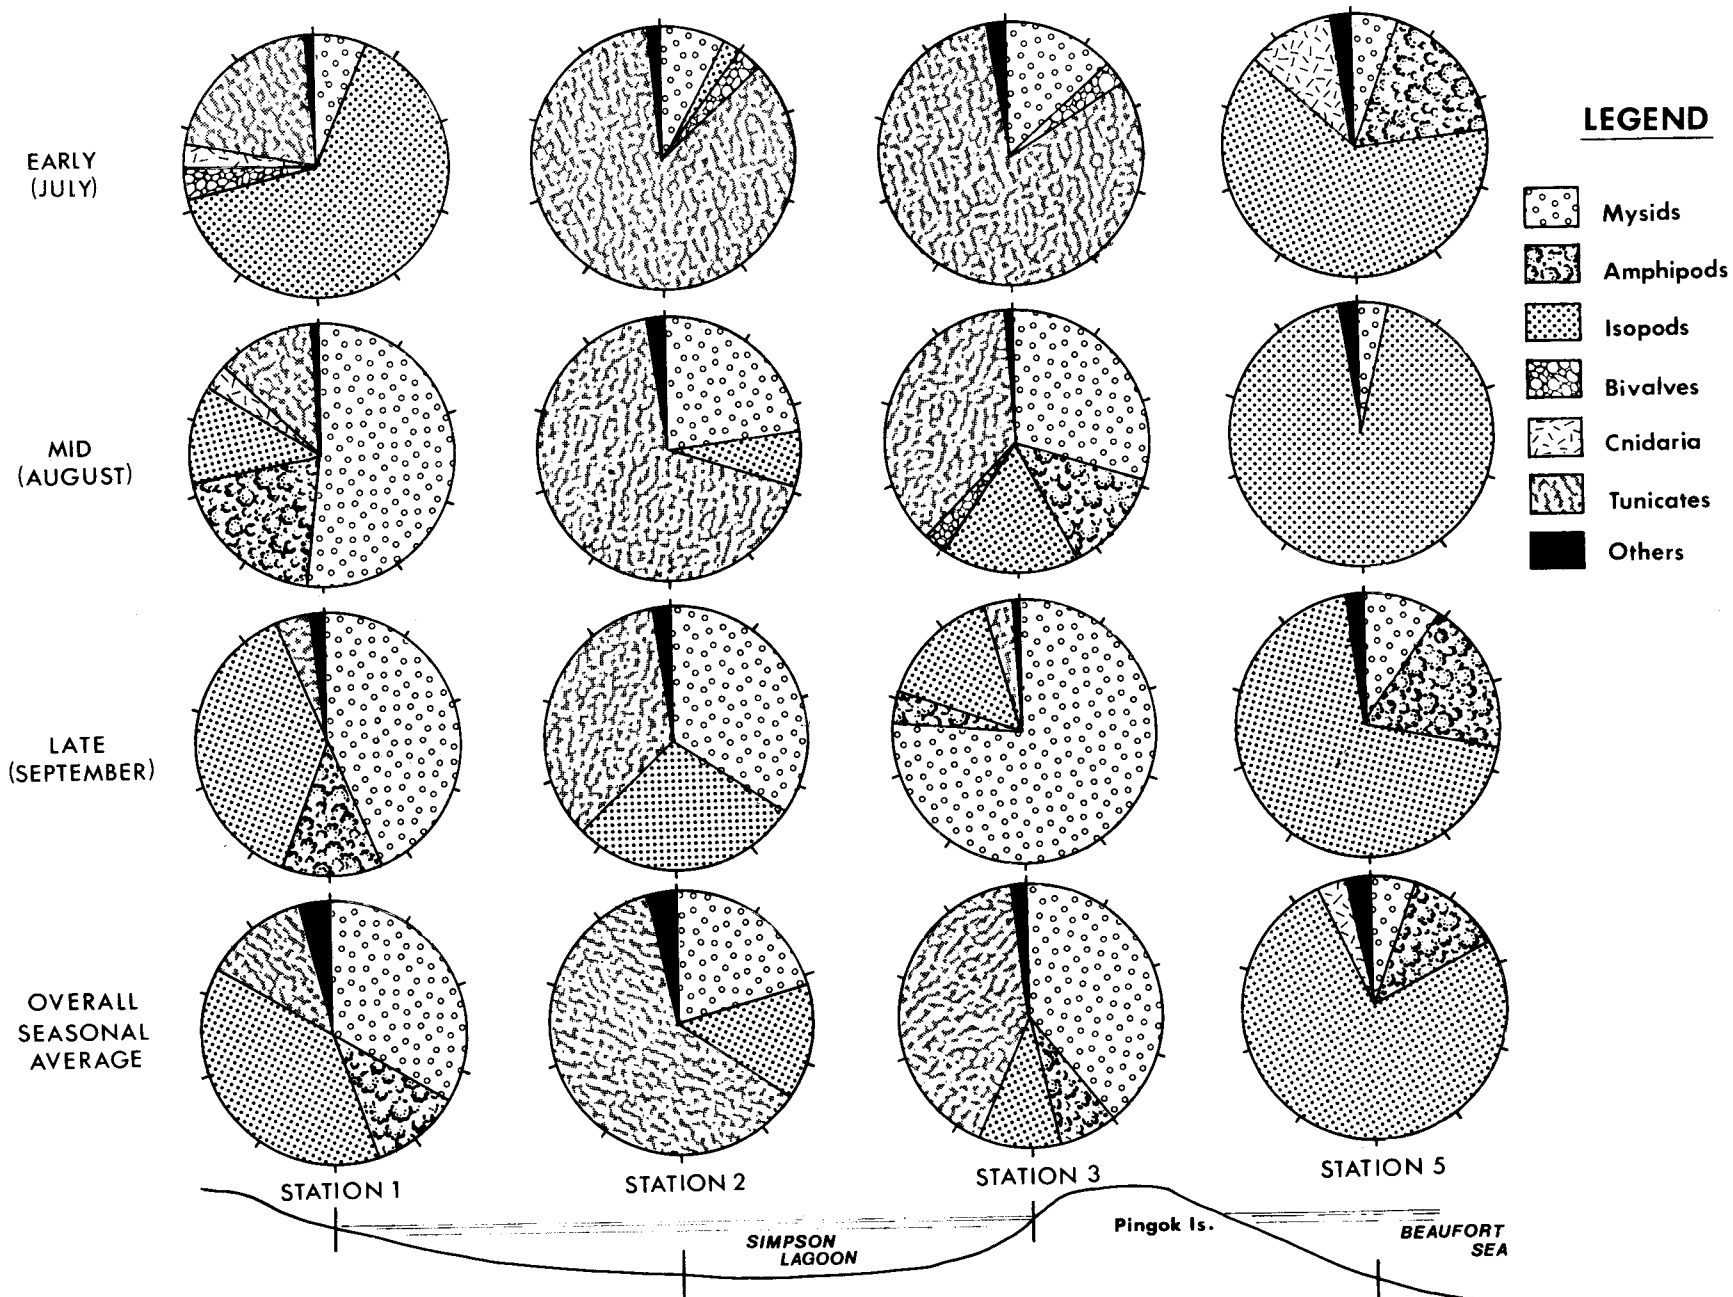 EARLY
(JULY)
MID
(AUGUST)
LATE
(SEPTEMBER)
OVERALL
SEASONAL
AVERAGE
LEGEND
Mysids
Amphipods
Isopods
Bivalves
Cnidaria
Tunicates
Others
STATION 1
STATION 2
STATION 3
STATION 5
SIMPSON
LAGOON
Pingok Is.
BEAUFORT
SEA